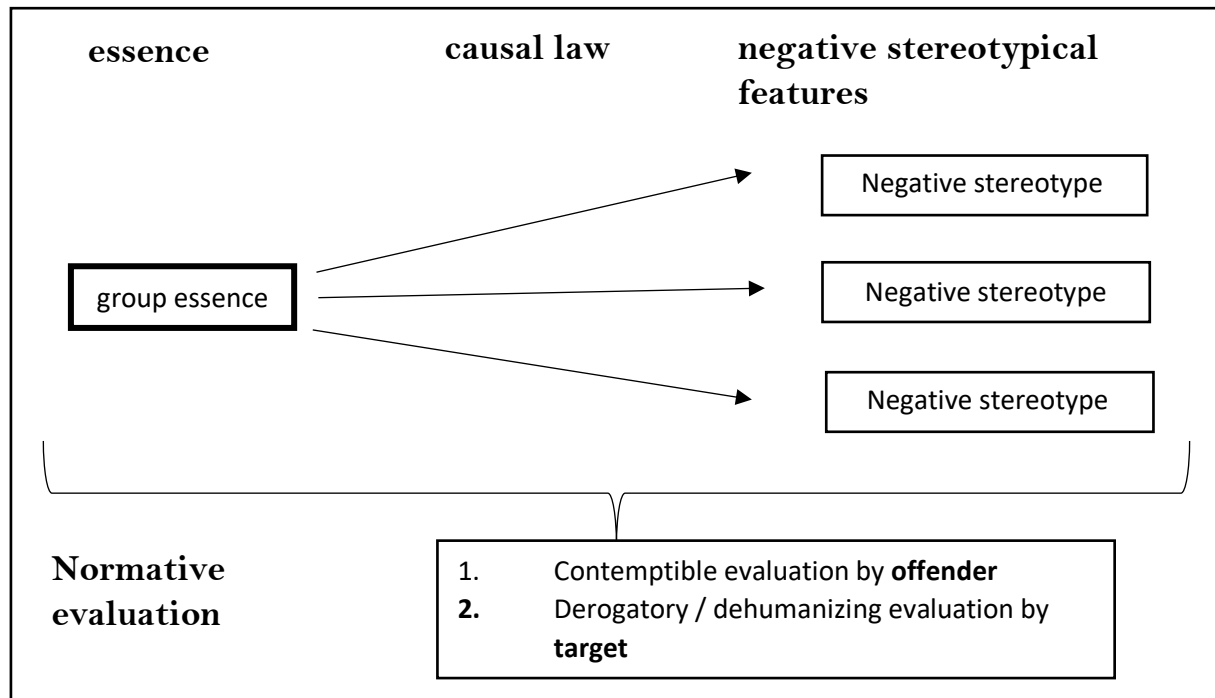 essence
causal law
negative stereotypical
features
Negative stereotype
group essence
Negative stereotype
Negative stereotype
Normative
evaluation
1. Contemptible evaluation by offender
2. Derogatory / dehumanizing evaluation by
target